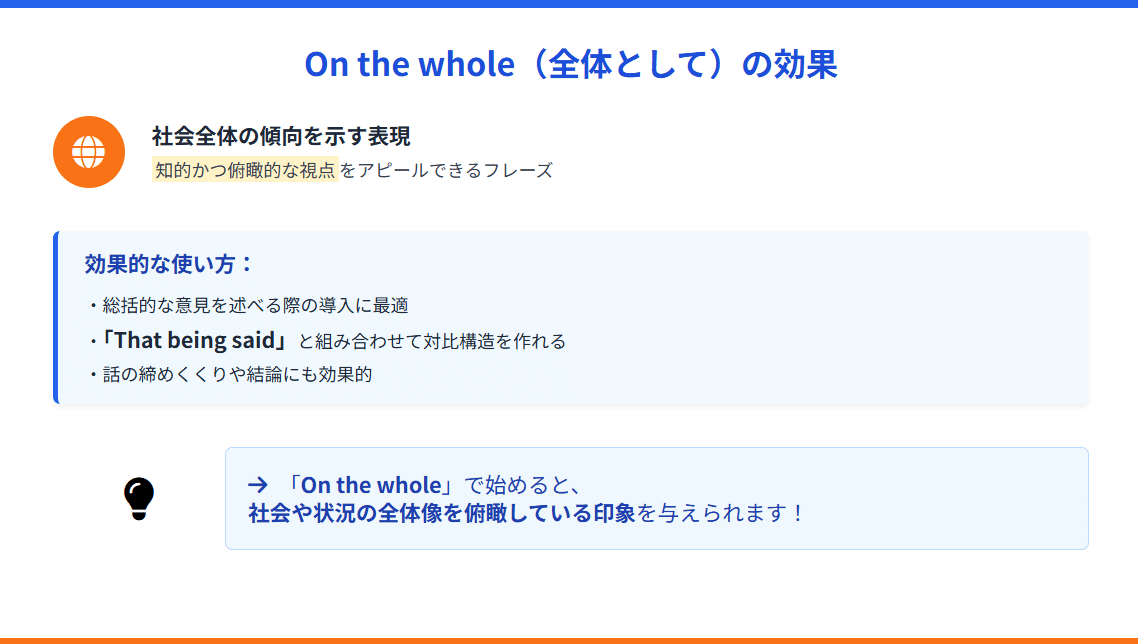 On the whole（全体として）の効果
社会全体の傾向を示す表現
知的かつ俯瞰的な視点をアピールできるフレーズ
効果的な使い方：
・総括的な意見を述べる際の導入に最適
・「That being said」と組み合わせて対比構造を作れる
・話の締めくくりや結論にも効果的
→ 「On the whole」で始めると、
社会や状況の全体像を俯瞰している印象を与えられます！